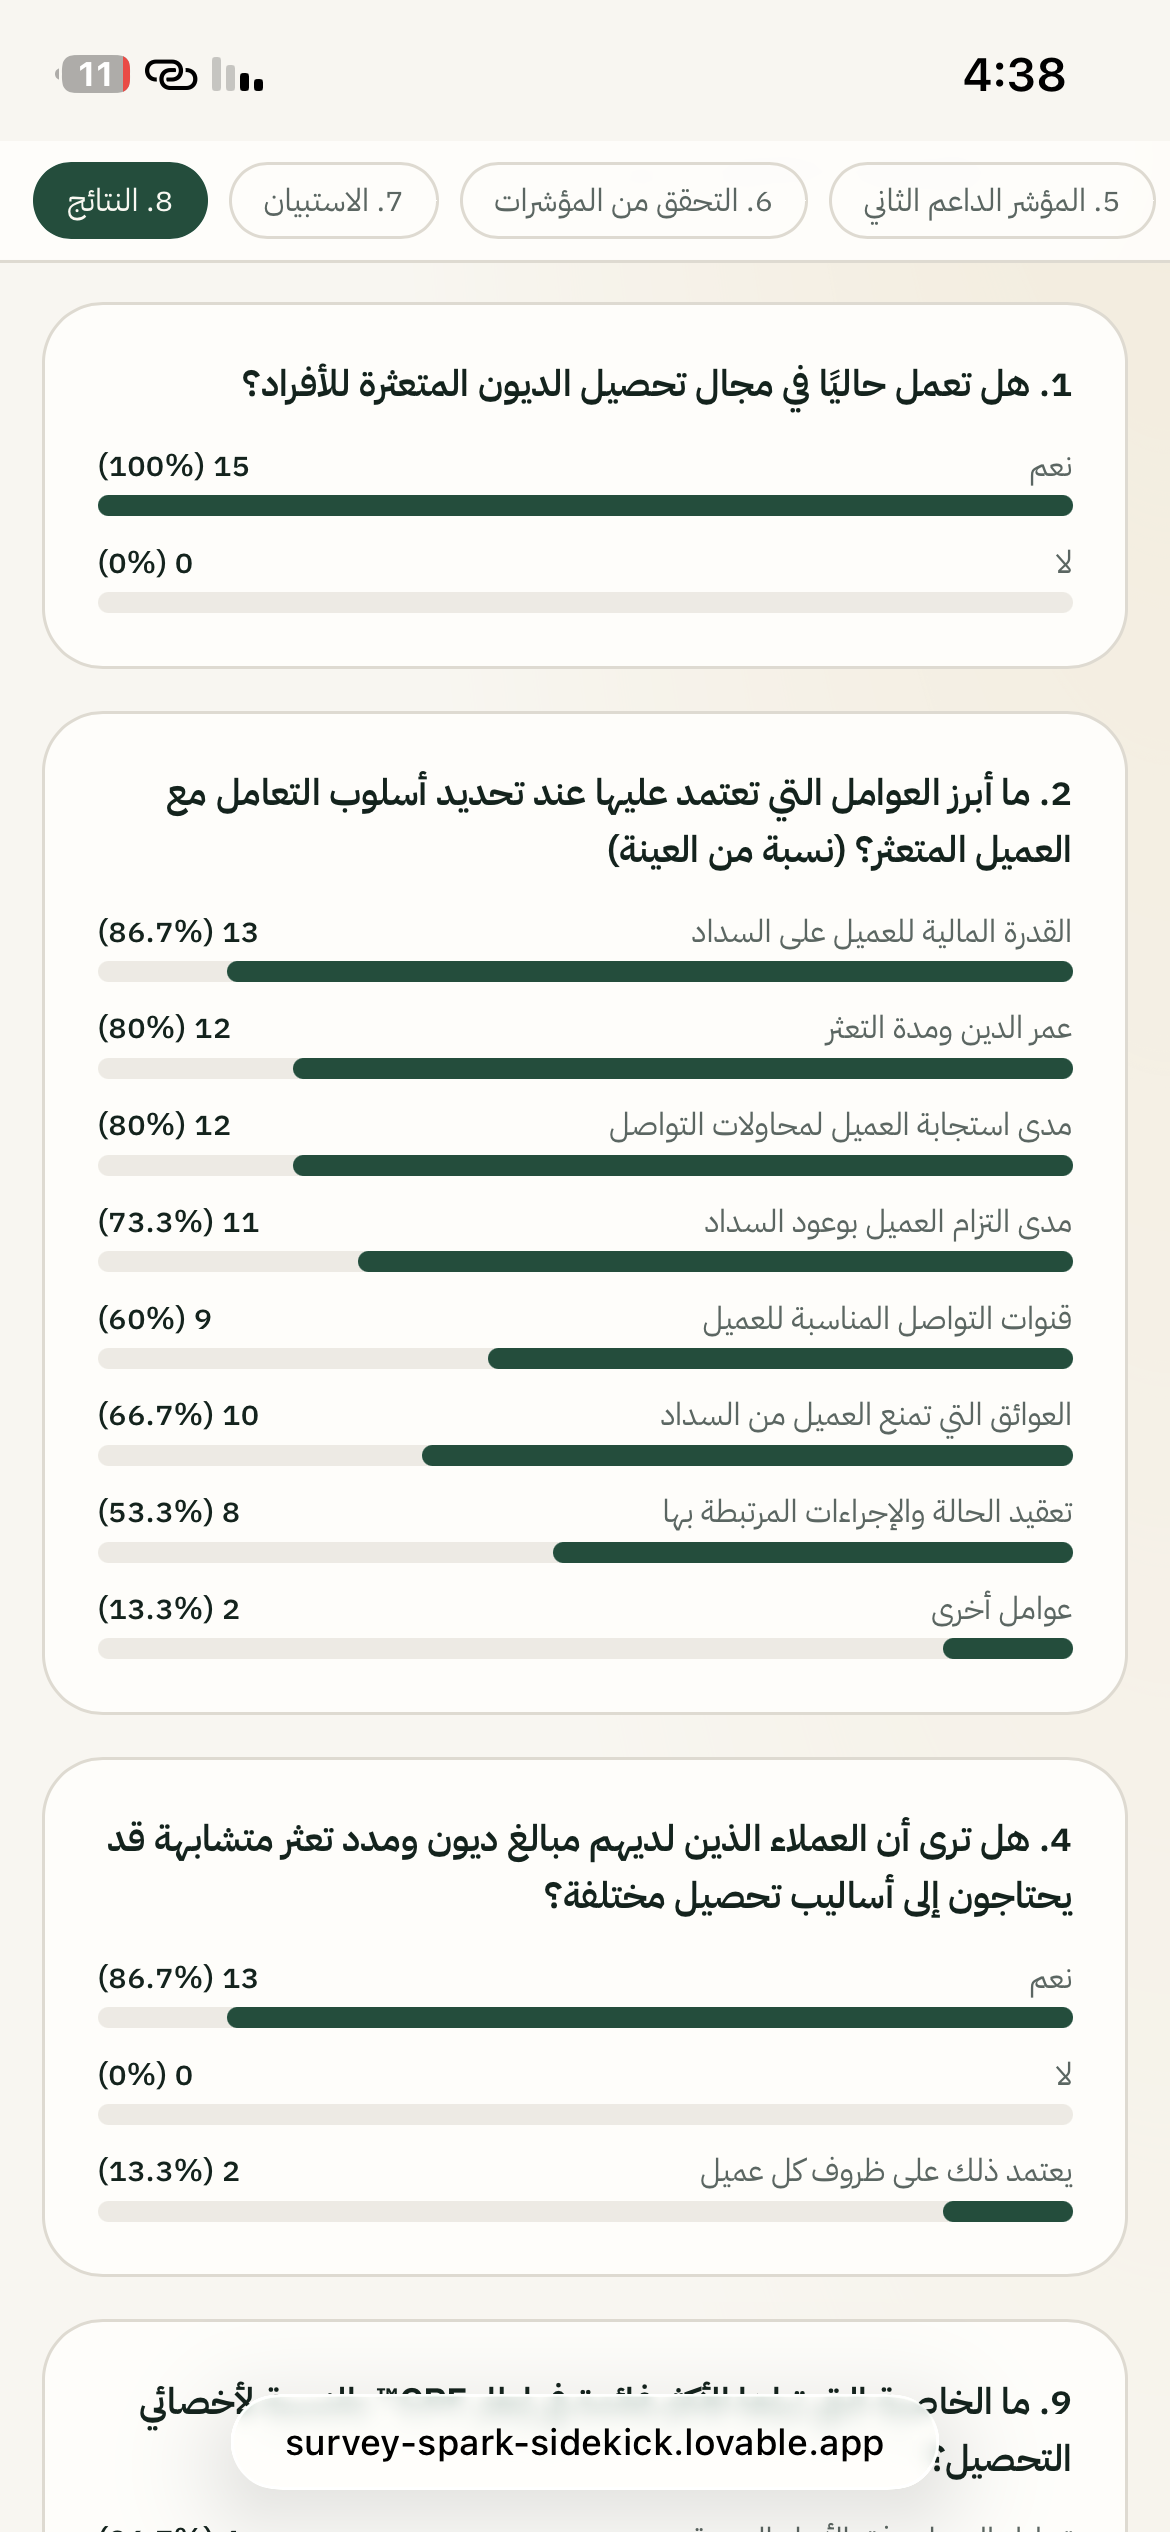 4:38
11
5. المؤشر الداعم الثاني
6. التحقق من المؤشرات
7. الاستبيان
8. النتائج
1. هل تعمل حاليًا في مجال تحصيل الديون المتعثرة للأفراد؟
نعم 15 (100%)
لا 0 (0%)
2. ما أبرز العوامل التي تعتمد عليها عند تحديد أسلوب التعامل مع
العميل المتعثر؟ (نسبة من العينة)
القدرة المالية للعميل على السداد 13 (86.7%)
عمر الدين ومدة التعثر 12 (80%)
مدى استجابة العميل لمحاولات التواصل 12 (80%)
مدى التزام العميل بوعود السداد 11 (73.3%)
قنوات التواصل المناسبة للعميل 9 (60%)
العوائق التي تمنع العميل من السداد 10 (66.7%)
تعقيد الحالة والإجراءات المرتبطة بها 8 (53.3%)
عوامل أخرى 2 (13.3%)
4. هل ترى أن العملاء الذين لديهم مبالغ ديون ومدد تعثر متشابهة قد
يحتاجون إلى أساليب تحصيل مختلفة؟
نعم 13 (86.7%)
لا 0 (0%)
يعتمد ذلك على ظروف كل عميل 2 (13.3%)
9. ما لأخصائي
التحصيل؟
survey-spark-sidekick.lovable.app